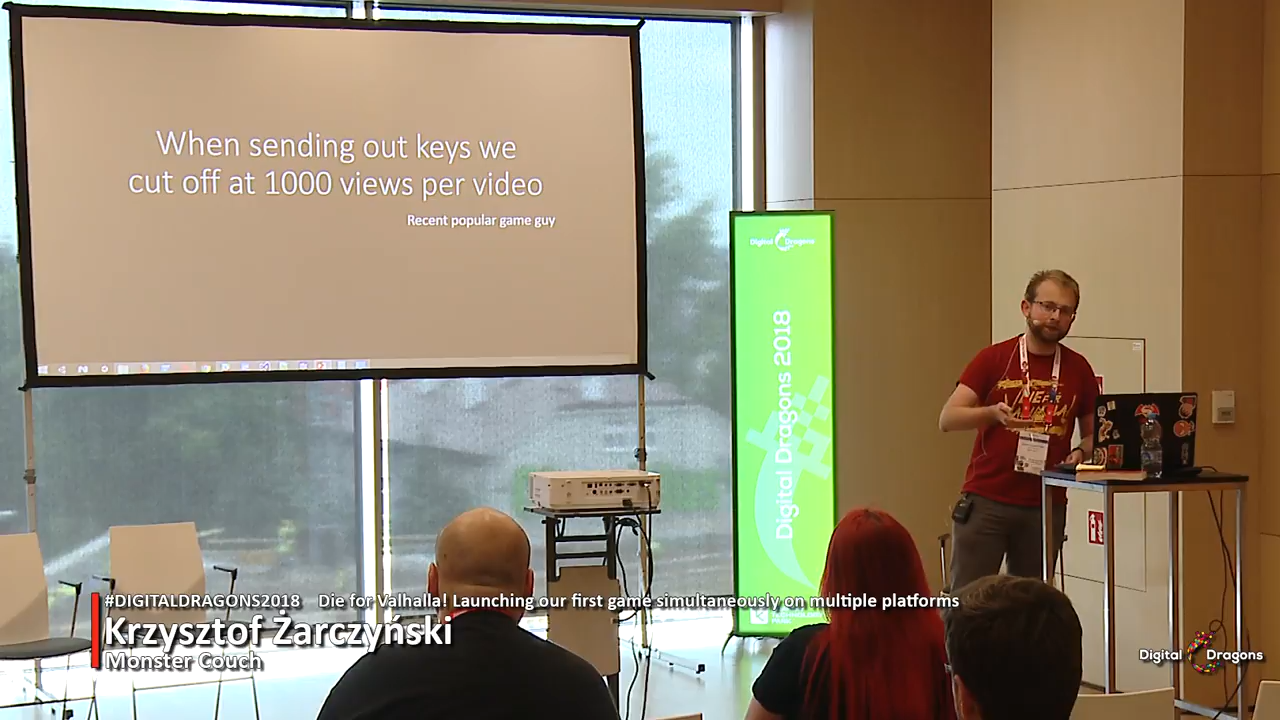 When sending out keys we
cut off at 1000 views per video
Recent popular game guy
Digital Dragons
Digital Dragons 2018
#DIGITALDRAGONS2018 Die for Valhalla! Launching our first game simultaneously on multiple platforms
Krzysztof Żarczyński
Monster Couch
Digital Dragons